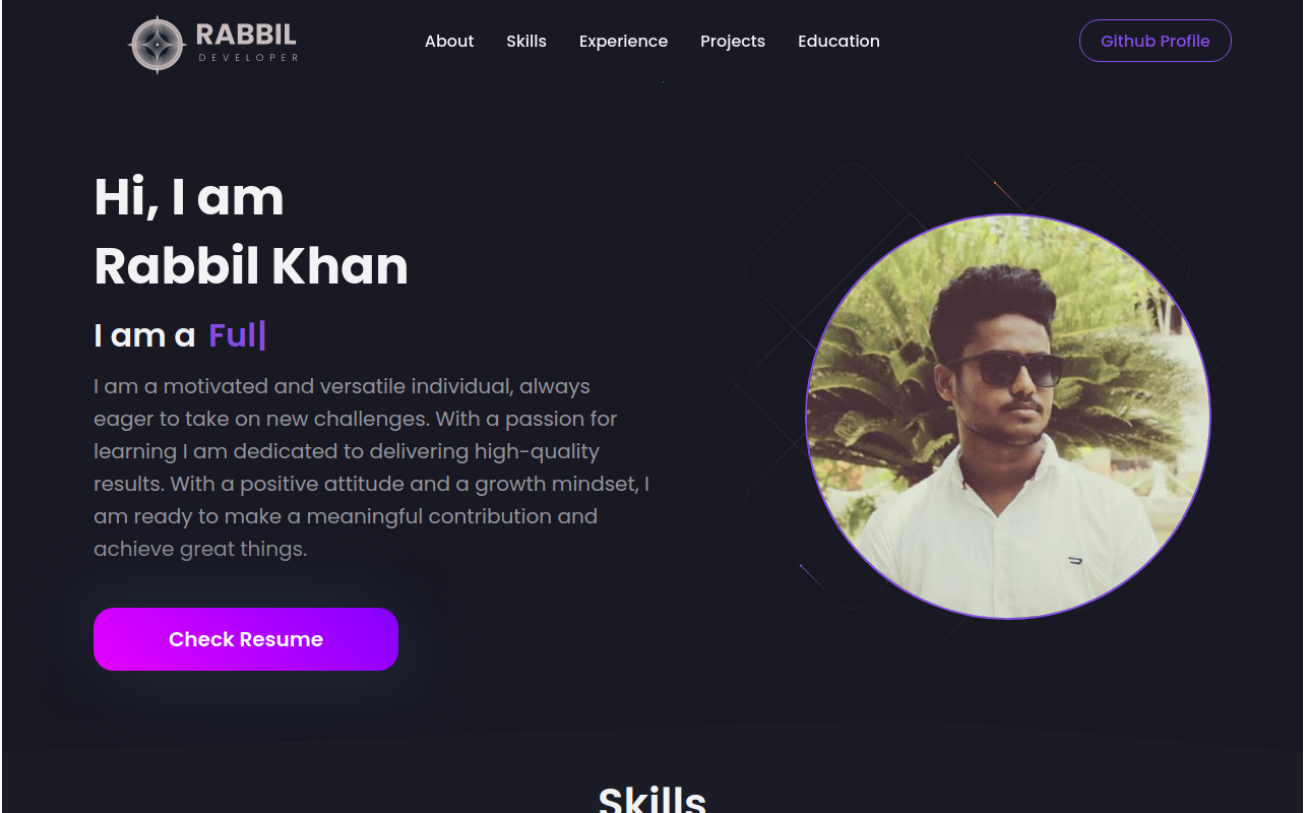 RABBIL
DEVELOPER
About
Skills
Experience
Projects
Education
Github Profile
Hi, I am
Rabbil Khan
I am a Ful|
I am a motivated and versatile individual, always
eager to take on new challenges. With a passion for
learning I am dedicated to delivering high-quality
results. With a positive attitude and a growth mindset, I
am ready to make a meaningful contribution and
achieve great things.
Check Resume
Skills